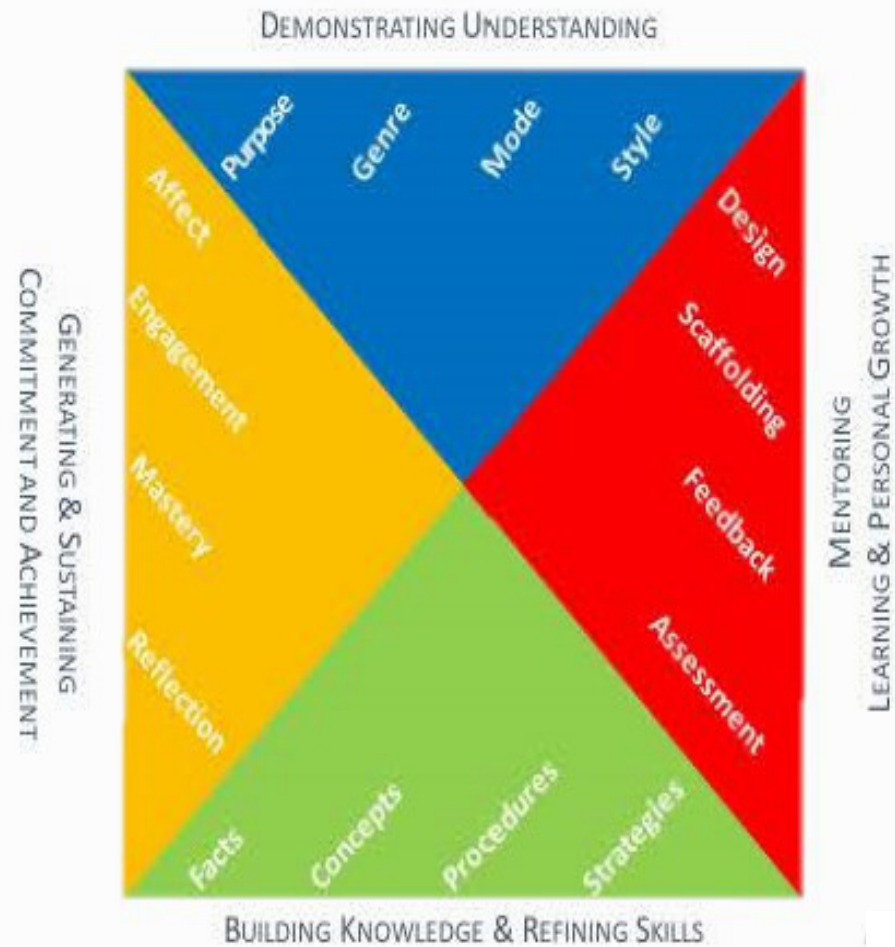 DEMONSTRATING UNDERSTANDING
Purpose
Genre
Mode
Style
GENERATING & SUSTAINING
COMMITMENT AND ACHIEVEMENT
Affect
Engagement
Mastery
Reflection
Design
Scaffolding
Feedback
Assessment
MENTORING
LEARNING & PERSONAL GROWTH
Facts
Concepts
Procedures
Strategies
BUILDING KNOWLEDGE & REFINING SKILLS